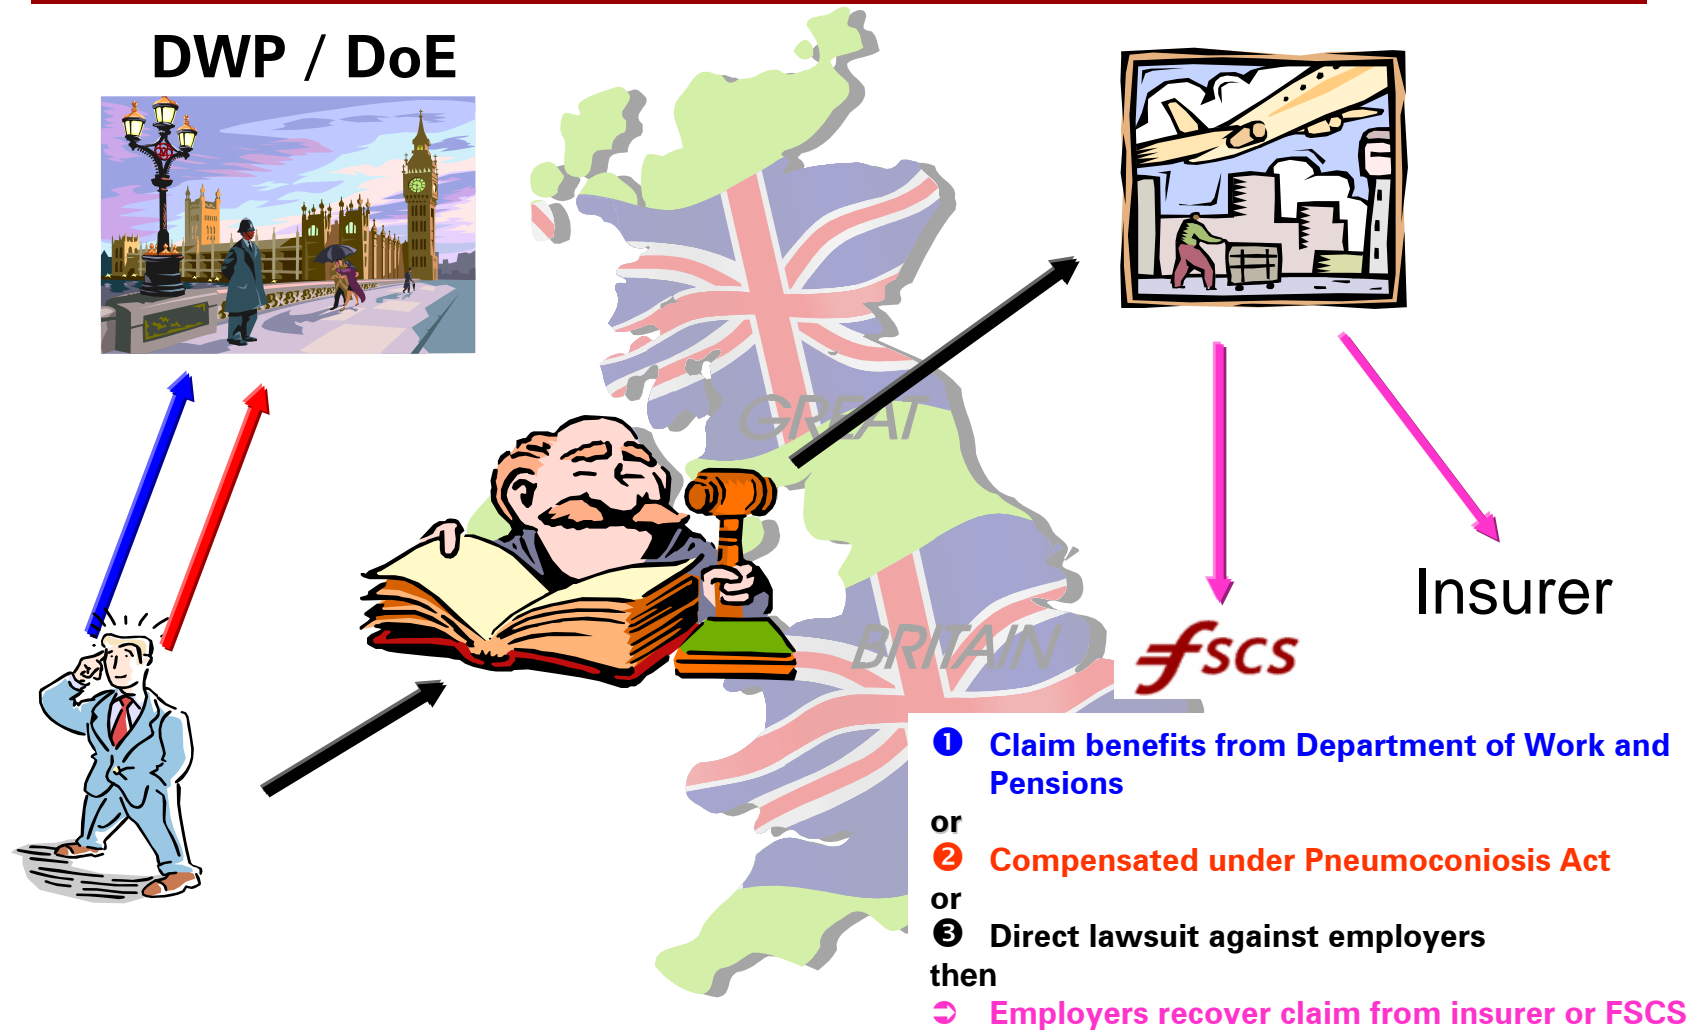 DWP / DoE
GREAT
BRITAIN
Insurer
fscs
❶ Claim benefits from Department of Work and
Pensions
or
❷ Compensated under Pneumoconiosis Act
or
❸ Direct lawsuit against employers
then
➲ Employers recover claim from insurer or FSCS